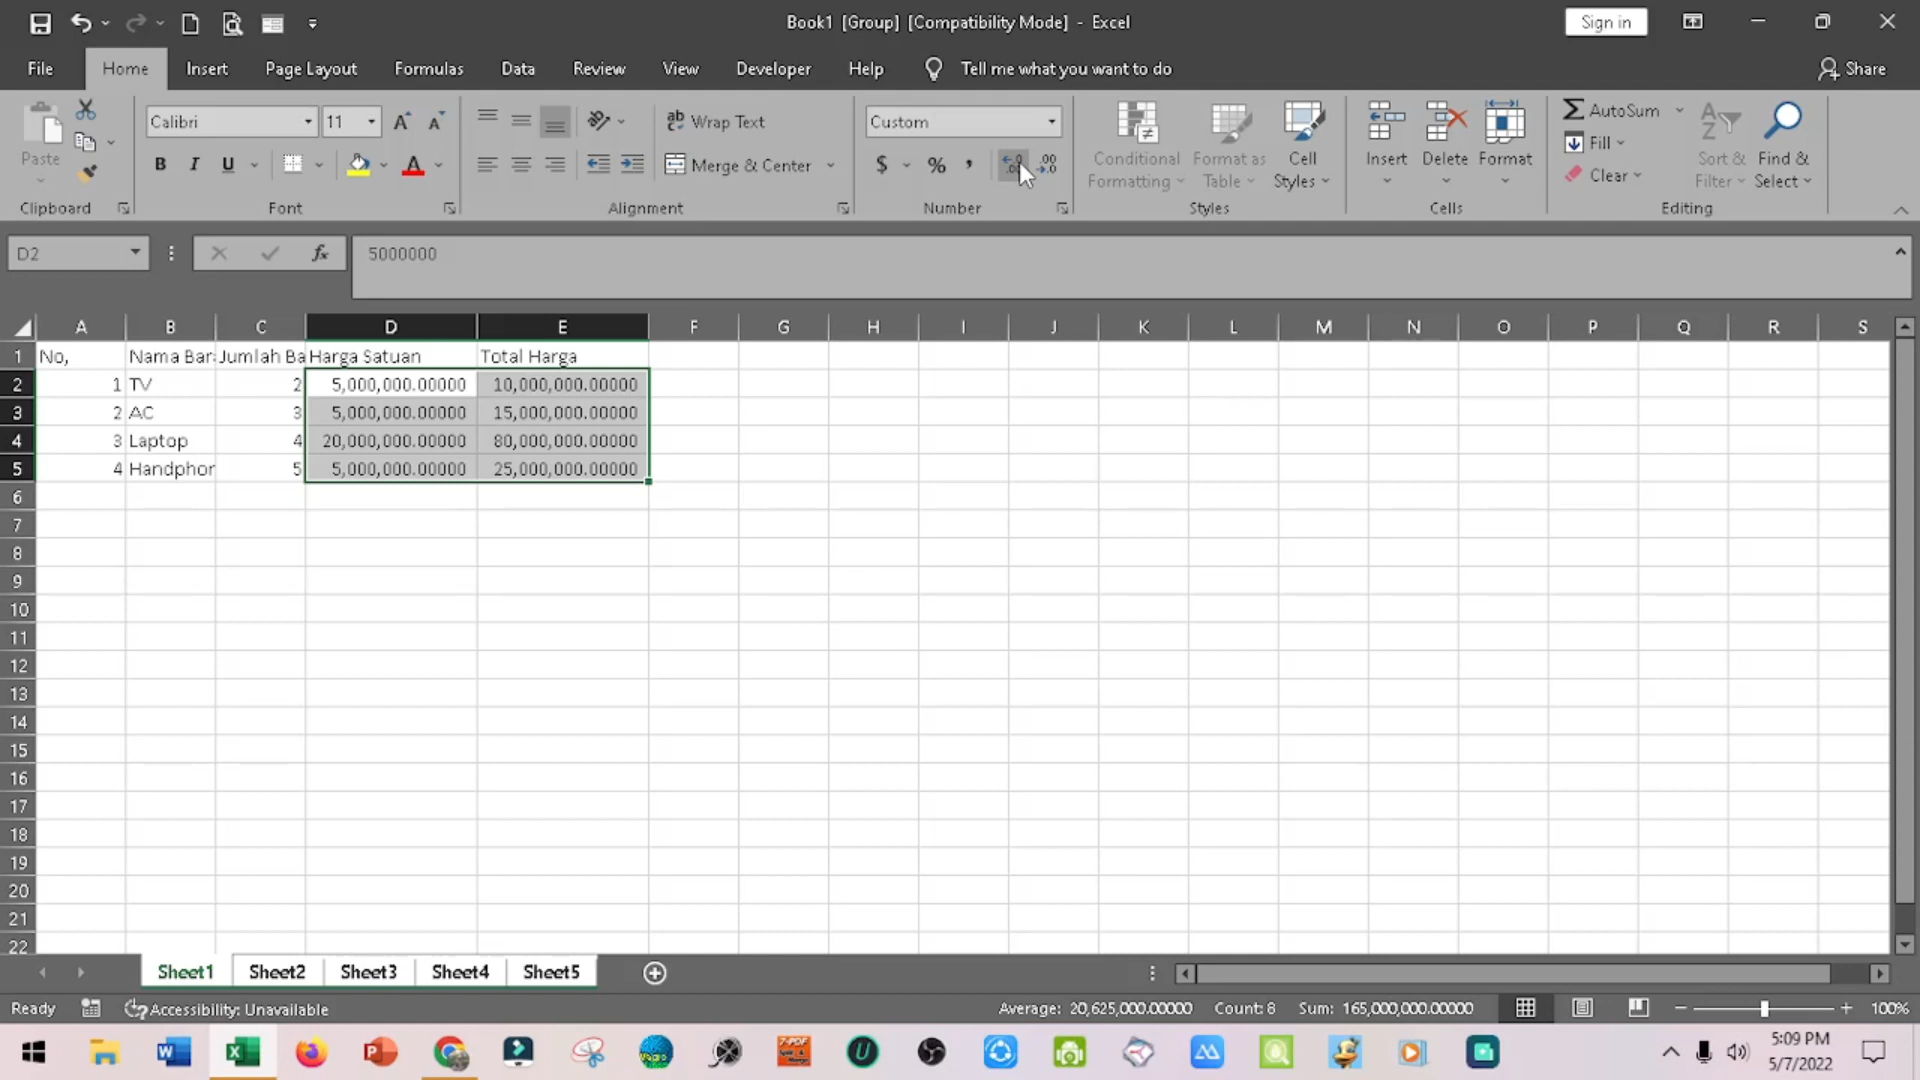 Book1 [Group] [Compatibility Mode] - Excel
Sign in
File Home Insert Page Layout Formulas Data Review View Developer Help Tell me what you want to do Share
Paste
Calibri 11
B I U A
Wrap Text
Merge & Center
Custom
$ % ,
Conditional Formatting
Format as Table
Cell Styles
Insert Delete Format
AutoSum
Fill
Clear
Sort & Filter
Find & Select
Clipboard Font Alignment Number Styles Cells Editing
D2 fx 5000000
A B C D E F G H I J K L M N O P Q R S
1 No, Nama Bar Jumlah Ba Harga Satuan Total Harga
2 1 TV 2 5,000,000.00000 10,000,000.00000
3 2 AC 3 5,000,000.00000 15,000,000.00000
4 3 Laptop 4 20,000,000.00000 80,000,000.00000
5 4 Handphor 5 5,000,000.00000 25,000,000.00000
6
7
8
9
10
11
12
13
14
15
16
17
18
19
20
21
22
Sheet1 Sheet2 Sheet3 Sheet4 Sheet5
Ready Accessibility: Unavailable Average: 20,625,000.00000 Count: 8 Sum: 165,000,000.00000 100%
5:09 PM
5/7/2022